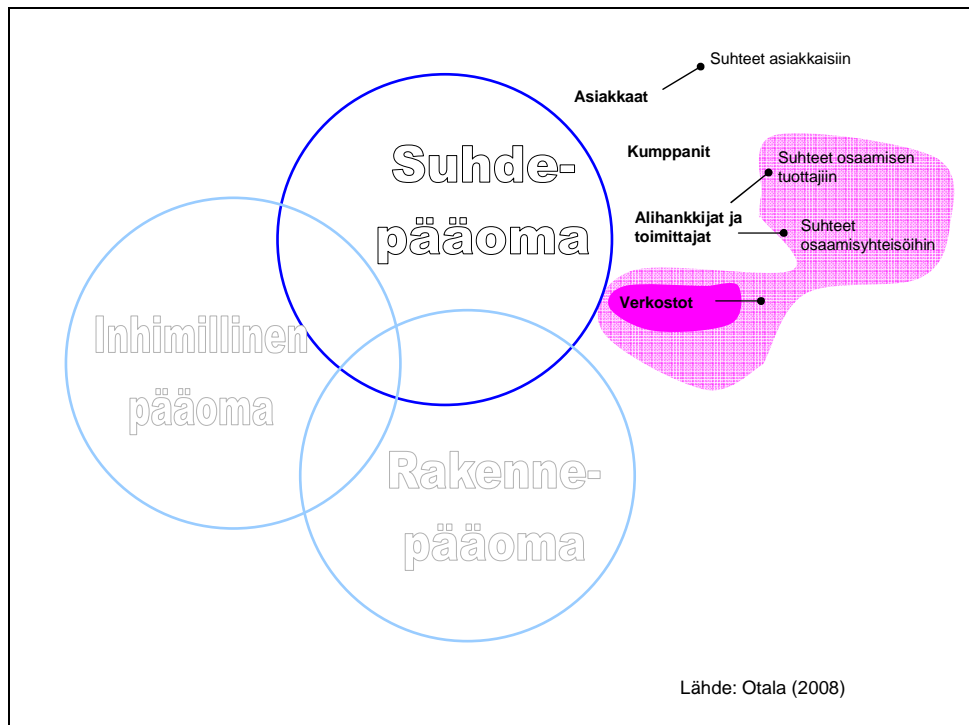 Suhteet asiakkaisiin
Asiakkaat
Suhde-
pääoma
Kumppanit
Suhteet osaamisen
tuottajiin
Alihankkijat ja
toimittajat
Suhteet
osaamisyhteisöihin
Verkostot
Inhimillinen
pääoma
Rakenne-
pääoma
Lähde: Otala (2008)